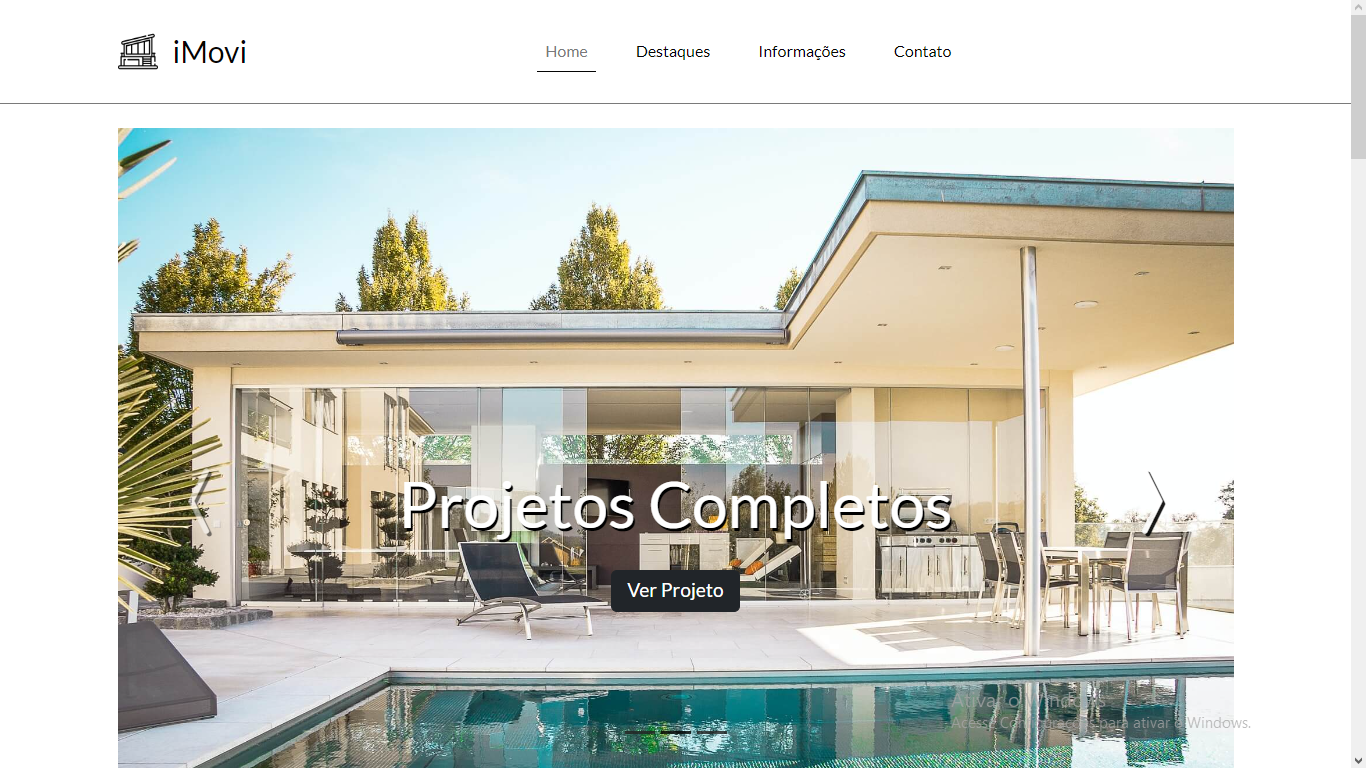 iMovi
Home Destaques Informações Contato
Projetos Completos
Ver Projeto
Ativar o Windows
Acesse Configurações para ativar o Windows.